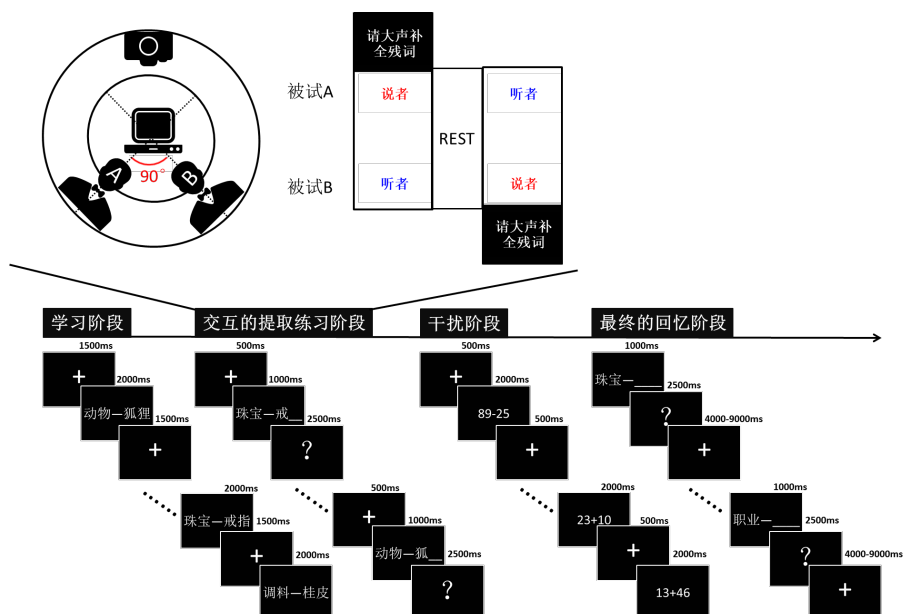 请大声补
全残词
被试A
说者
听者
REST
A
B
90°
被试B
听者
说者
请大声补
全残词
学习阶段
交互的提取练习阶段
干扰阶段
最终的回忆阶段
1500ms
+
2000ms
动物—狐狸
1500ms
+
2000ms
珠宝—戒指
1500ms
+
2000ms
调料—桂皮
500ms
+
1000ms
珠宝—戒__
2500ms
?
500ms
+
1000ms
动物—狐__
2500ms
?
500ms
+
2000ms
89-25
500ms
+
2000ms
23+10
500ms
+
2000ms
13+46
1000ms
珠宝—____
2500ms
?
4000-9000ms
+
1000ms
职业—____
2500ms
?
4000-9000ms
+